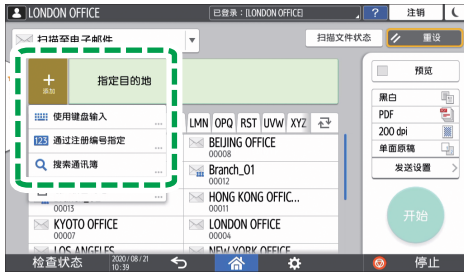 LONDON OFFICE
已登录：[LONDON OFFICE]
?
注销
扫描至电子邮件
扫描文件状态
重设
添加
指定目的地
使用键盘输入
...
123 通过注册编号指定
...
搜索通讯簿
...
LMN OPQ RST UVW XYZ
BEIJING OFFICE
00008
Branch_01
00012
HONG KONG OFFIC...
00013
00011
KYOTO OFFICE
00007
LONDON OFFICE
00004
LOS ANGELES
NEW YORK OFFICE
预览
黑白
PDF
200 dpi
单面原稿
发送设置
开始
检查状态
2020/08/21
10:39
停止